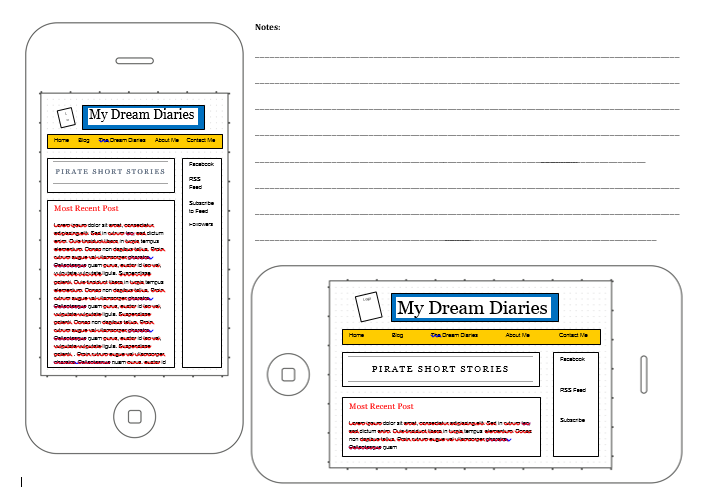 Notes:
My Dream Diaries
Home Blog The Dream Diaries About Me Contact Me
PIRATE SHORT STORIES
Facebook
RSS
Feed
Subscribe
to Feed
Followers
Most Recent Post
Lorem ipsum dolor sit amet, consectetur
adipiscing elit. Sed in rutrum leo, sed dictum
enim. Duis tincidunt libero in turpis tempus
elementum. Donec non dapibus tellus. Proin
rutrum augue vel ullamcorper pharetra.
Pellentesque quam purus, auctor id leo vel,
vulputate vulputate ligula. Suspendisse
potenti. Duis tincidunt libero in turpis tempus
elementum. Donec non dapibus tellus. Proin
rutrum augue vel ullamcorper pharetra.
Pellentesque quam purus, auctor id leo vel,
vulputate vulputate ligula. Suspendisse
potenti. Donec non dapibus tellus. Proin
rutrum augue vel ullamcorper pharetra.
Pellentesque quam purus, auctor id leo vel,
vulputate vulputate ligula. Suspendisse
potenti. . Proin rutrum augue vel ullamcorper
pharetra. Pellentesque quam purus, auctor id
LOGO
My Dream Diaries
Home Blog The Dream Diaries About Me Contact Me
PIRATE SHORT STORIES
Facebook
RSS Feed
Subscribe
Most Recent Post
Lorem ipsum dolor sit amet, consectetur adipiscing elit. Sed in rutrum leo,
sed dictum enim. Duis tincidunt libero in turpis tempus elementum. Donec
non dapibus tellus. Proin rutrum augue vel ullamcorper pharetra.
Pellentesque quam